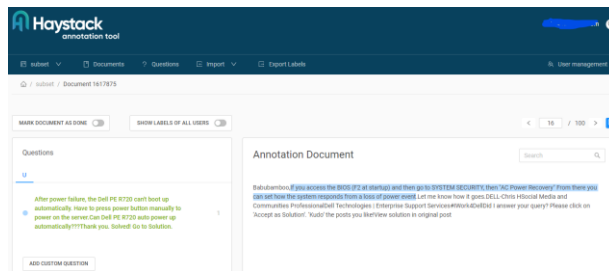 Haystack
annotation tool
subset
Documents
? Questions
Import
Export Labels
User management
/ subset / Document 1617875
MARK DOCUMENT AS DONE
SHOW LABELS OF ALL USERS
< 16 / 100 >
Questions
U
After power failure, the Dell PE R720 can't boot up
automatically. Have to press power button manually to
power on the server.Can Dell PE R720 auto power up
automatically???Thank you. Solved! Go to Solution.
ADD CUSTOM QUESTION
Annotation Document
Search
Babubamboo,If you access the BIOS (F2 at startup) and then go to SYSTEM SECURITY, then 'AC Power Recovery' From there you
can set how the system responds from a loss of power event.Let me know how it goes.DELL-Chris HSocial Media and
Communities ProfessionalDell Technologies | Enterprise Support Services#IWork4DellDid I answer your query? Please click on
'Accept as Solution'. 'Kudo' the posts you like!View solution in original post